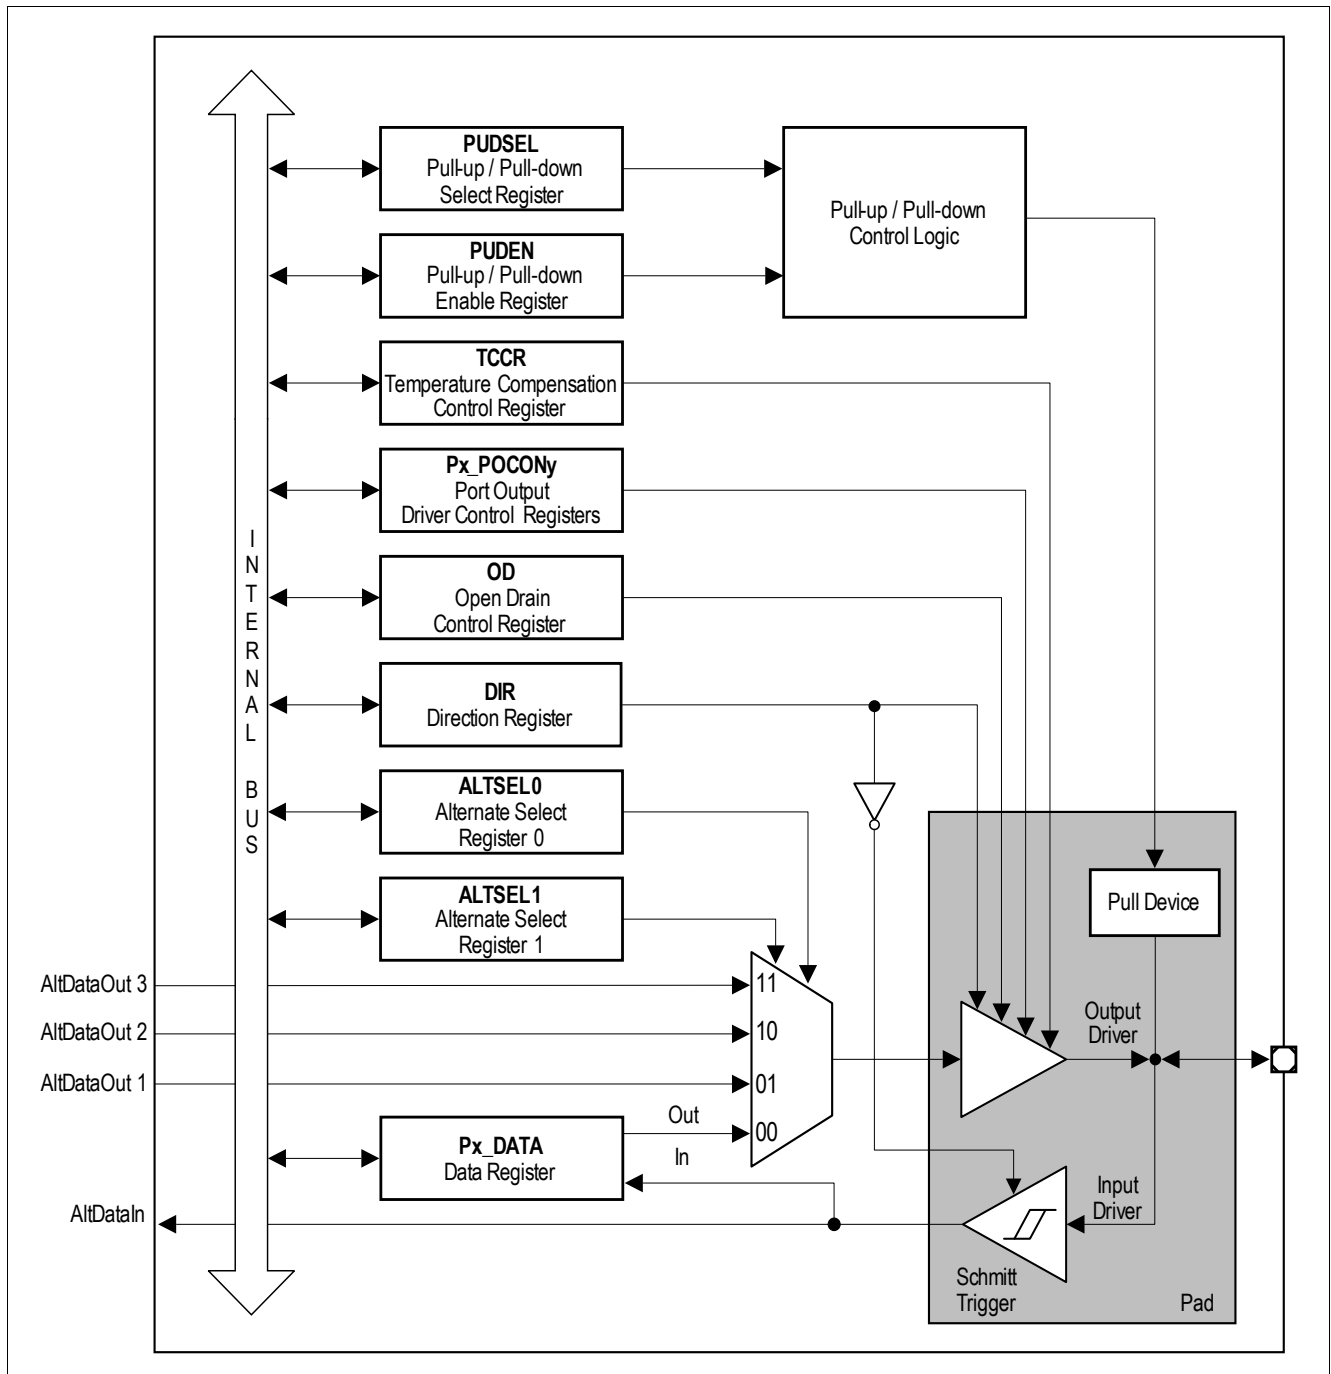 PUDSEL
Pull-up / Pull-down
Select Register
Pull-up / Pull-down
Control Logic
PUDEN
Pull-up / Pull-down
Enable Register
TCCR
Temperature Compensation
Control Register
Px_POCONy
Port Output
Driver Control Registers
INTERNAL BUS
OD
Open Drain
Control Register
DIR
Direction Register
ALTSEL0
Alternate Select
Register 0
ALTSEL1
Alternate Select
Register 1
Pull Device
AltDataOut 3
11
AltDataOut 2
10
Output
Driver
AltDataOut 1
01
Out
00
Px_DATA
Data Register
In
AltDataIn
Input
Driver
Schmitt
Trigger
Pad